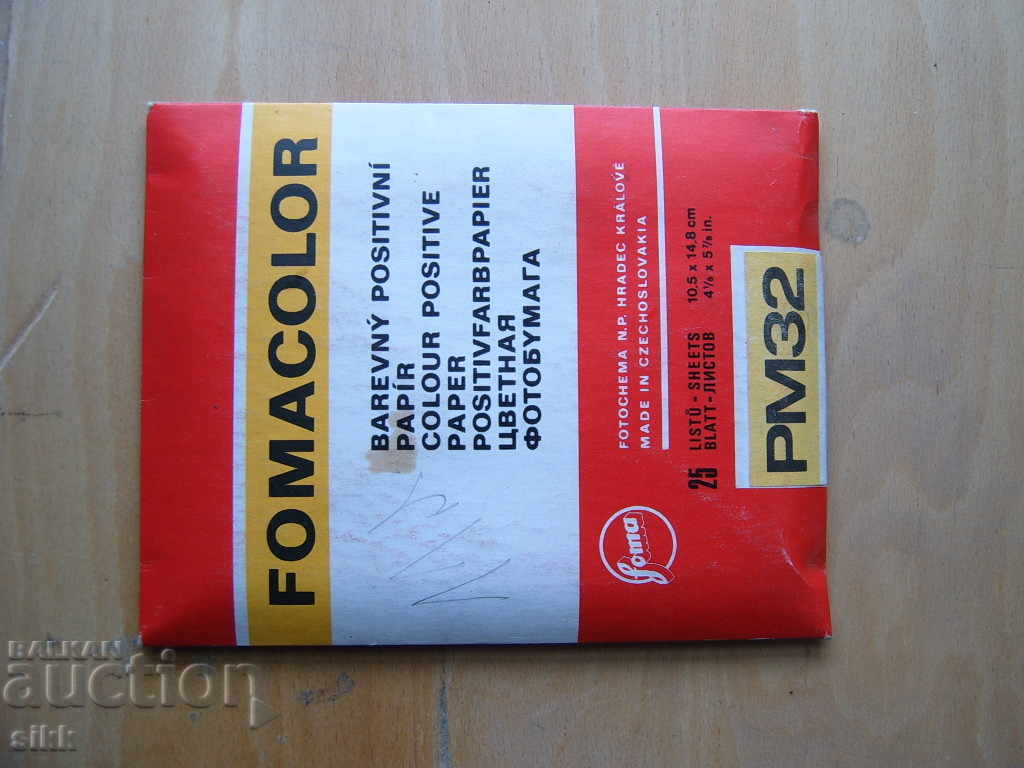 FOMACOLOR
BAREVNÝ POSITIVNÍ
PAPÍR
COLOUR POSITIVE
PAPER
POSITIVFARBPAPIER
ЦВЕТНАЯ
ФОТОБУМАГА
foma
FOTOCHEMA N.P. HRADEC KRÁLOVÉ
MADE IN CZECHOSLOVAKIA
25 LISTŮ - SHEETS 10,5 x 14,8 cm
BLATT - ЛИСТОВ 4⅛ x 5⅞ in.
PM32
BALKAN
auction
sikk